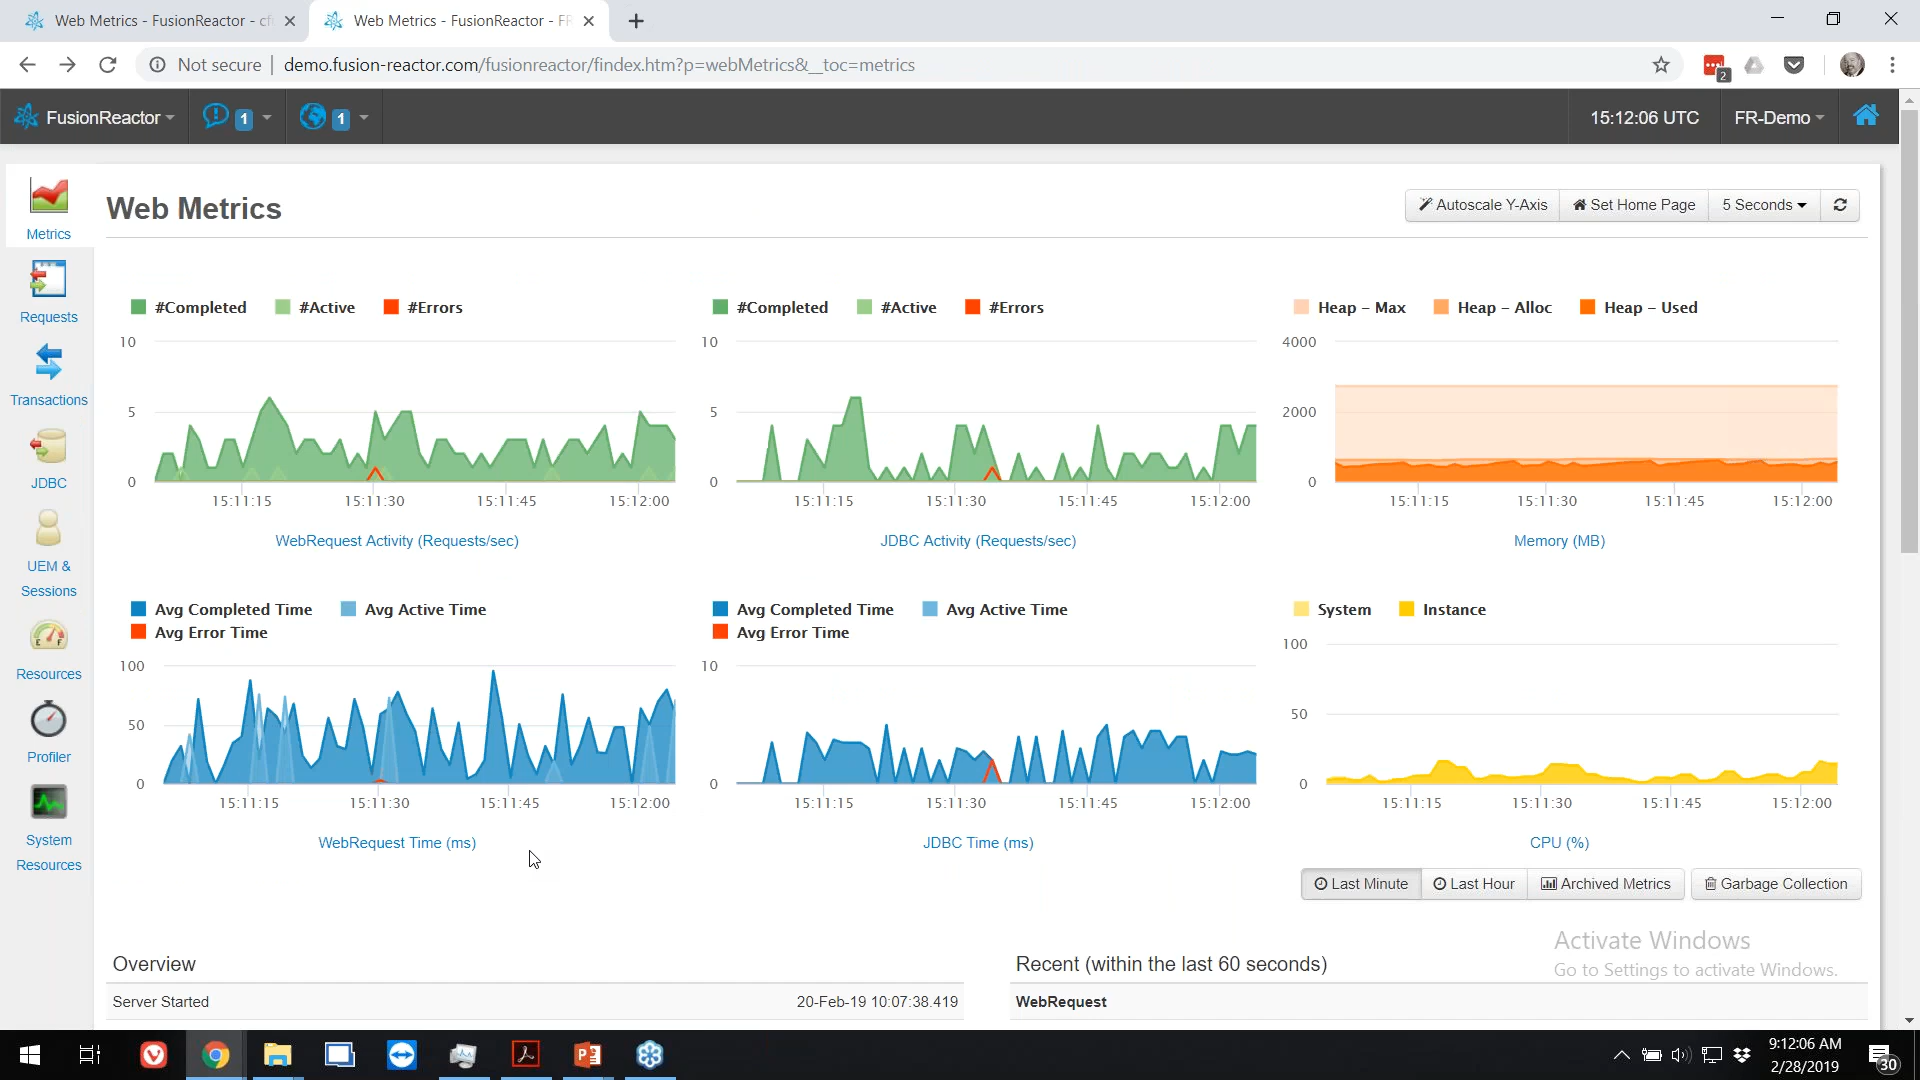 Web Metrics - FusionReactor - cf
Web Metrics - FusionReactor - FR
Not secure
demo.fusion-reactor.com/fusionreactor/findex.htm?p=webMetrics&__toc=metrics
2
FusionReactor
1
1
15:12:06 UTC
FR-Demo
Metrics
Requests
Transactions
JDBC
UEM &
Sessions
Resources
Profiler
System
Resources
Web Metrics
Autoscale Y-Axis
Set Home Page
5 Seconds
#Completed
#Active
#Errors
10
5
0
15:11:15
15:11:30
15:11:45
15:12:00
WebRequest Activity (Requests/sec)
#Completed
#Active
#Errors
10
5
0
15:11:15
15:11:30
15:11:45
15:12:00
JDBC Activity (Requests/sec)
Heap - Max
Heap - Alloc
Heap - Used
4000
2000
0
15:11:15
15:11:30
15:11:45
15:12:00
Memory (MB)
Avg Completed Time
Avg Active Time
Avg Error Time
100
50
0
15:11:15
15:11:30
15:11:45
15:12:00
WebRequest Time (ms)
Avg Completed Time
Avg Active Time
Avg Error Time
10
0
15:11:15
15:11:30
15:11:45
15:12:00
JDBC Time (ms)
System
Instance
100
50
0
15:11:15
15:11:30
15:11:45
15:12:00
CPU (%)
Last Minute
Last Hour
Archived Metrics
Garbage Collection
Overview
Server Started
20-Feb-19 10:07:38.419
Recent (within the last 60 seconds)
WebRequest
Activate Windows
Go to Settings to activate Windows.
9:12:06 AM
2/28/2019
30